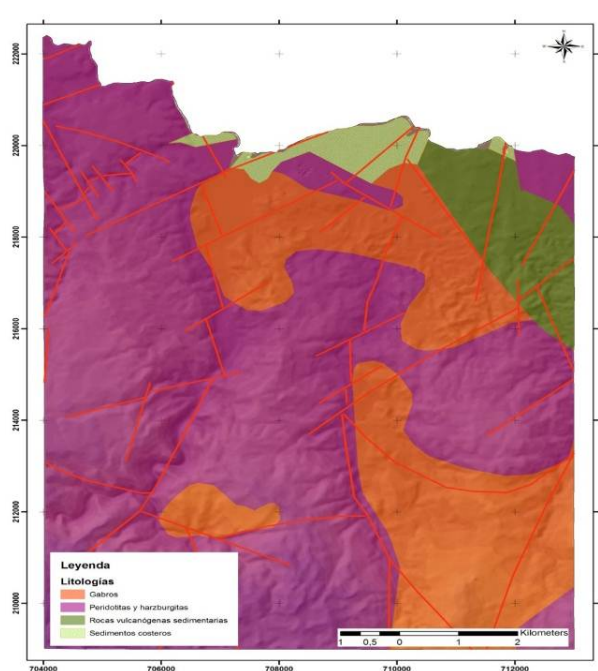 222000
220000
218000
216000
214000
212000
210000
Leyenda
Litologías
Gabros
Peridotitas y harzburgitas
Rocas vulcanógenas sedimentarias
Sedimentos costeros
1 0,5 0 1 2 Kilometers
704000 706000 708000 710000 712000